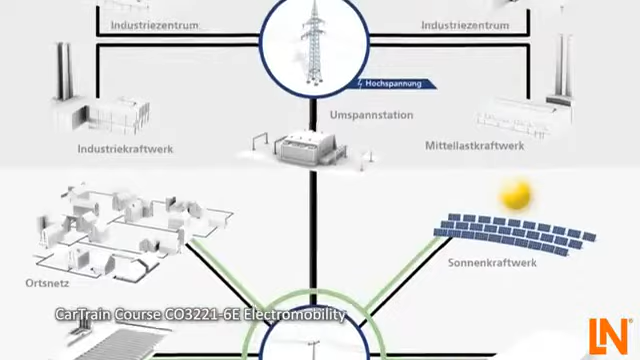 Industriezentrum
Industriezentrum
Hochspannung
Umspannstation
Industriekraftwerk
Mittellastkraftwerk
Ortsnetz
Sonnenkraftwerk
CarTrain Course CO3221-6E Electromobility
LN